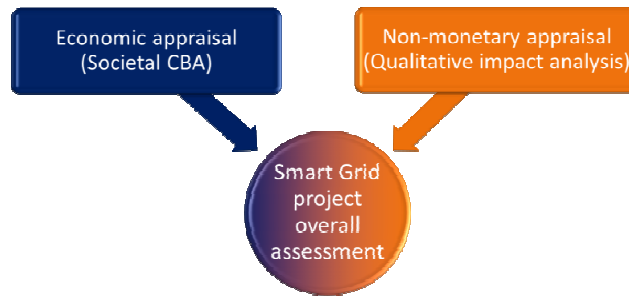 Economic appraisal
(Societal CBA)
Non-monetary appraisal
(Qualitative impact analysis)
Smart Grid
project
overall
assessment